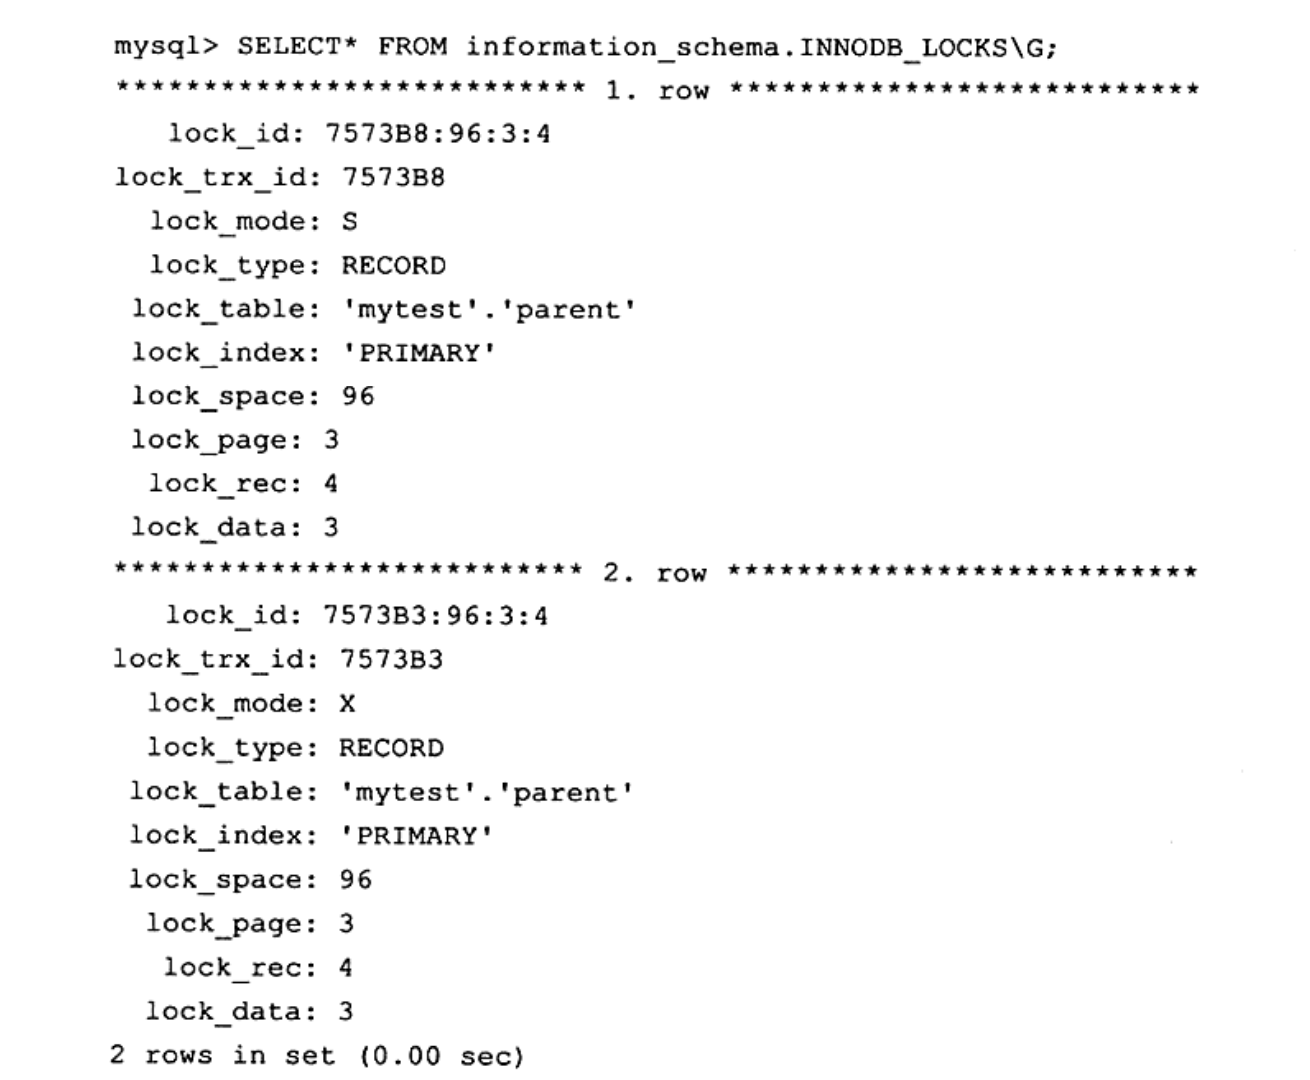 mysql> SELECT* FROM information_schema.INNODB_LOCKS\G;
*************************** 1. row ***************************
lock_id: 7573B8:96:3:4
lock_trx_id: 7573B8
lock_mode: S
lock_type: RECORD
lock_table: 'mytest'.'parent'
lock_index: 'PRIMARY'
lock_space: 96
lock_page: 3
lock_rec: 4
lock_data: 3
*************************** 2. row ***************************
lock_id: 7573B3:96:3:4
lock_trx_id: 7573B3
lock_mode: X
lock_type: RECORD
lock_table: 'mytest'.'parent'
lock_index: 'PRIMARY'
lock_space: 96
lock_page: 3
lock_rec: 4
lock_data: 3
2 rows in set (0.00 sec)